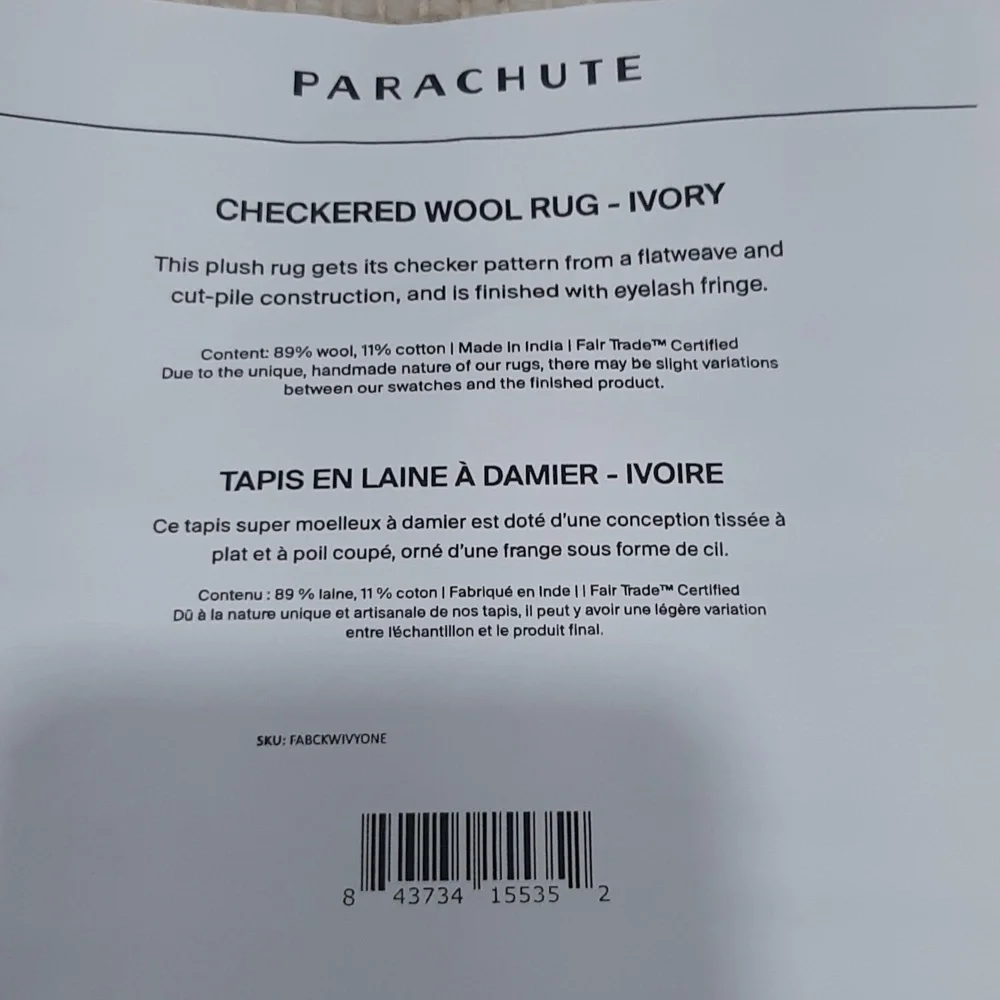 PARACHUTE
CHECKERED WOOL RUG - IVORY
This plush rug gets its checker pattern from a flatweave and
cut-pile construction, and is finished with eyelash fringe.
Content: 89% wool, 11% cotton | Made In India | Fair Trade™ Certified
Due to the unique, handmade nature of our rugs, there may be slight variations
between our swatches and the finished product.
TAPIS EN LAINE À DAMIER - IVOIRE
Ce tapis super moelleux à damier est doté d'une conception tissée à
plat et à poil coupé, orné d'une frange sous forme de cil.
Contenu : 89 % laine, 11 % coton | Fabriqué en Inde | | Fair Trade™ Certified
Dû à la nature unique et artisanale de nos tapis, il peut y avoir une légère variation
entre l'échantillon et le produit final.
SKU: FABCKWIVYONE
8 43734 15535 2